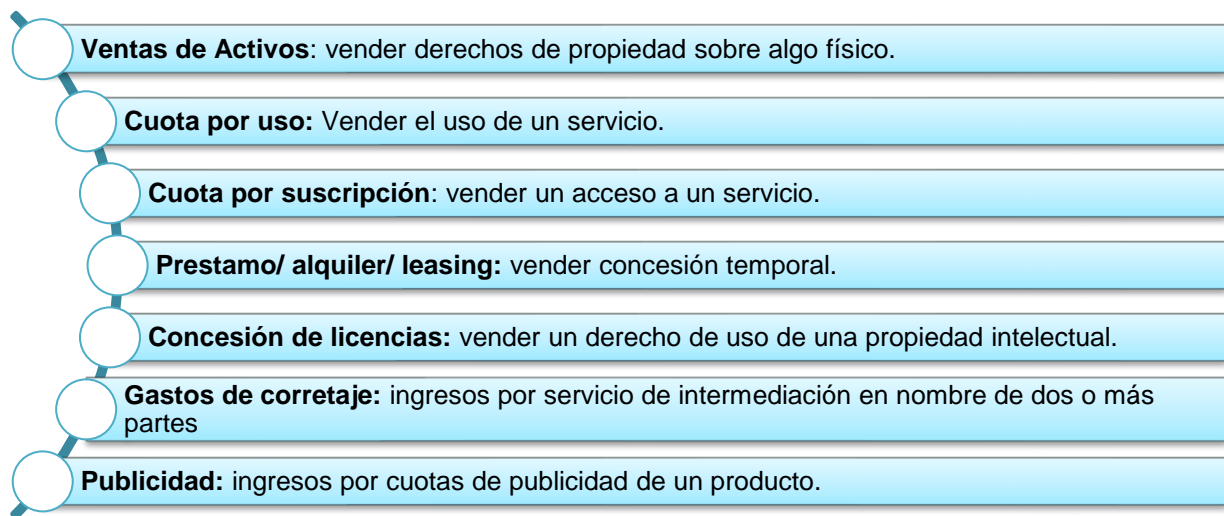 Ventas de Activos: vender derechos de propiedad sobre algo físico.
Cuota por uso: Vender el uso de un servicio.
Cuota por suscripción: vender un acceso a un servicio.
Prestamo/ alquiler/ leasing: vender concesión temporal.
Concesión de licencias: vender un derecho de uso de una propiedad intelectual.
Gastos de corretaje: ingresos por servicio de intermediación en nombre de dos o más
partes
Publicidad: ingresos por cuotas de publicidad de un producto.